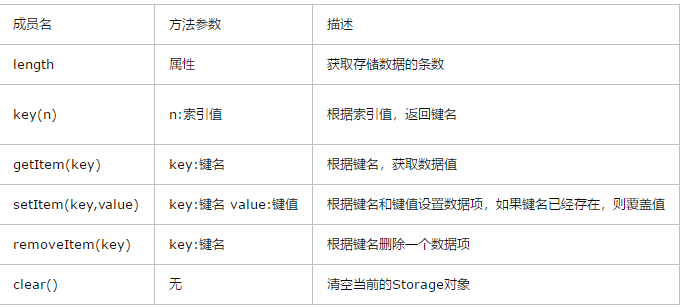 成员名 方法参数 描述
length 属性 获取存储数据的条数
key(n) n:索引值 根据索引值，返回键名
getItem(key) key:键名 根据键名，获取数据值
setItem(key,value) key:键名 value:键值 根据键名和键值设置数据项，如果键名已经存在，则覆盖值
removeItem(key) key:键名 根据键名删除一个数据项
clear() 无 清空当前的Storage对象